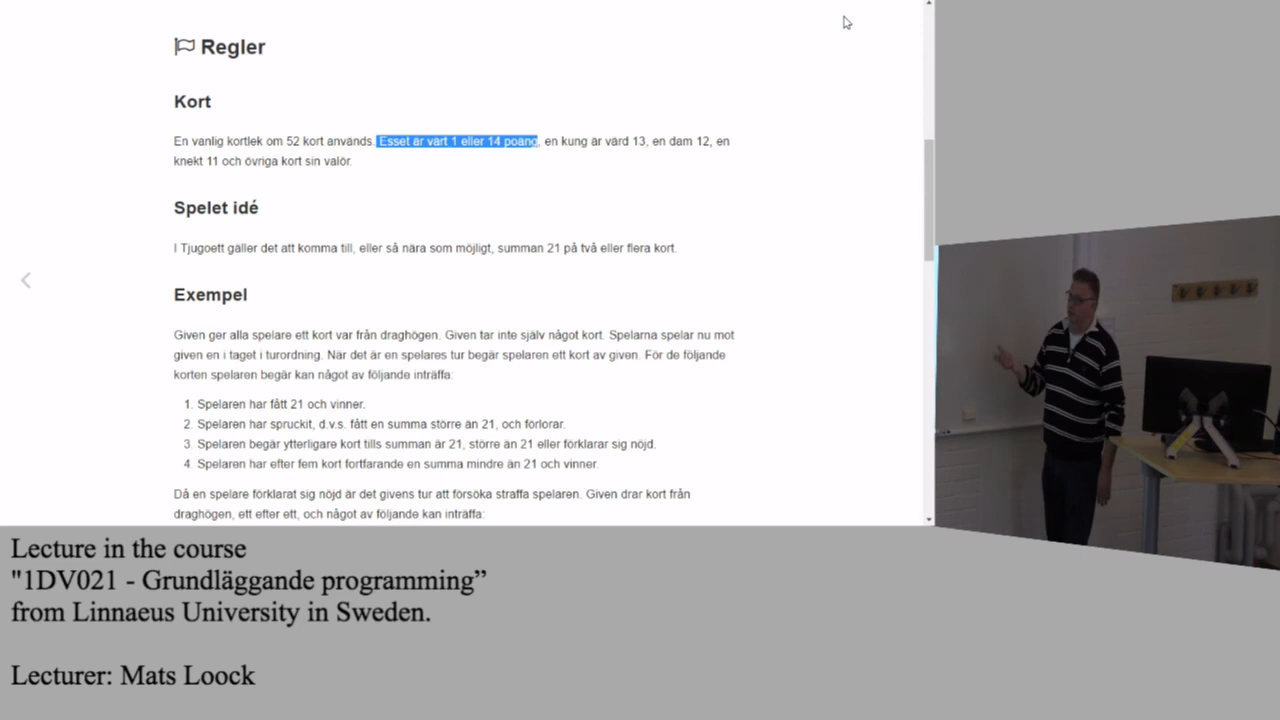 Regler
Kort
En vanlig kortlek om 52 kort används. Esset är värt 1 eller 14 poäng, en kung är värd 13, en dam 12, en
knekt 11 och övriga kort sin valör.
Spelet idé
I Tjugoett gäller det att komma till, eller så nära som möjligt, summan 21 på två eller flera kort.
Exempel
Given ger alla spelare ett kort var från draghögen. Given tar inte själv något kort. Spelarna spelar nu mot
given en i taget i turordning. När det är en spelares tur begär spelaren ett kort av given. För de följande
korten spelaren begär kan något av följande inträffa:
1. Spelaren har fått 21 och vinner.
2. Spelaren har spruckit, d.v.s. fått en summa större än 21, och förlorar.
3. Spelaren begär ytterligare kort tills summan är 21, större än 21 eller förklarar sig nöjd.
4. Spelaren har efter fem kort fortfarande en summa mindre än 21 och vinner.
Då en spelare förklarat sig nöjd är det givens tur att försöka straffa spelaren. Given drar kort från
draghögen, ett efter ett, och något av följande kan inträffa:
Lecture in the course
"1DV021 - Grundläggande programming”
from Linnaeus University in Sweden.
Lecturer: Mats Loock